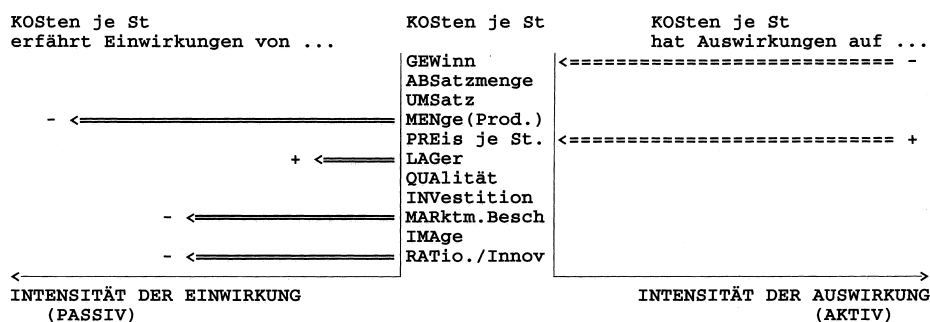 KOSten je St KOSten je St KOSten je St
erfährt Einwirkungen von ... hat Auswirkungen auf ...
GEWinn <============================ -
ABSatzmenge
UMSatz
- <=========================== MENge(Prod.)
PREis je St. <============================ +
+ <====== LAGer
QUAlität
INVestition
- <================= MARktm.Besch
IMAge
- <================= RATio./Innov
INTENSITÄT DER EINWIRKUNG INTENSITÄT DER AUSWIRKUNG
(PASSIV) (AKTIV)